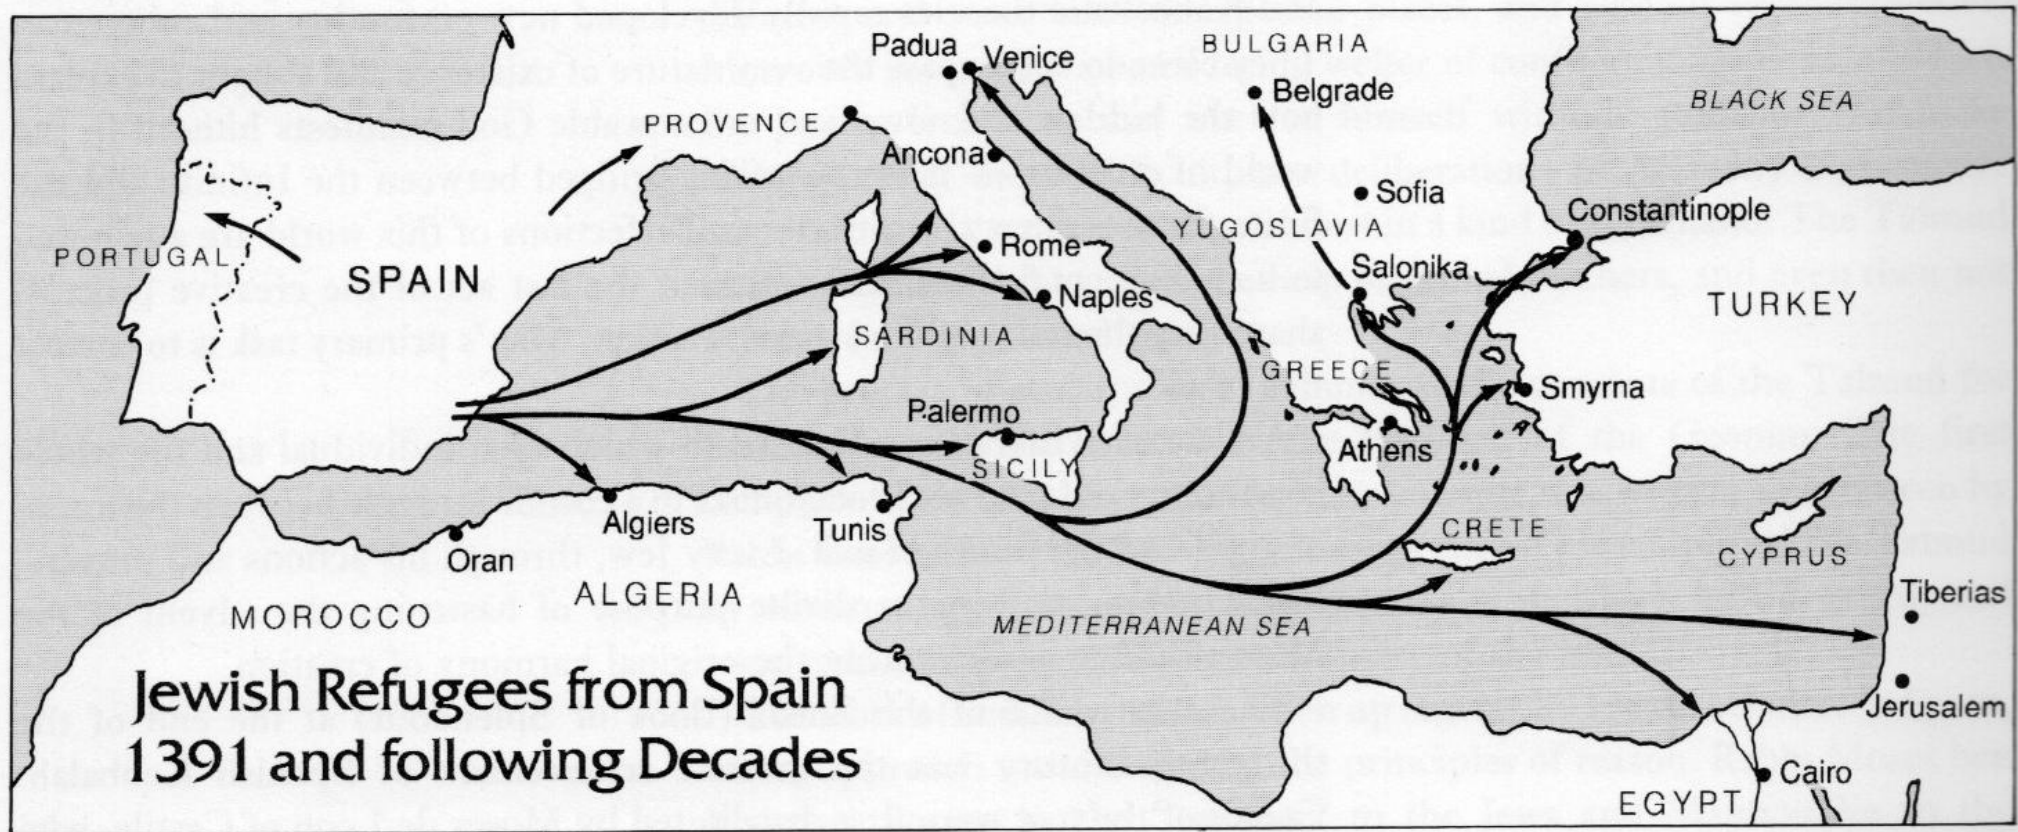 Padua
Venice
BULGARIA
Belgrade
BLACK SEA
PROVENCE
Ancona
Sofia
Constantinople
YUGOSLAVIA
PORTUGAL
SPAIN
Rome
Salonika
Naples
TURKEY
SARDINIA
GREECE
Smyrna
Palermo
SICILY
Athens
Algiers
Tunis
CRETE
CYPRUS
Oran
ALGERIA
Tiberias
MOROCCO
MEDITERRANEAN SEA
Jewish Refugees from Spain
1391 and following Decades
Jerusalem
Cairo
EGYPT